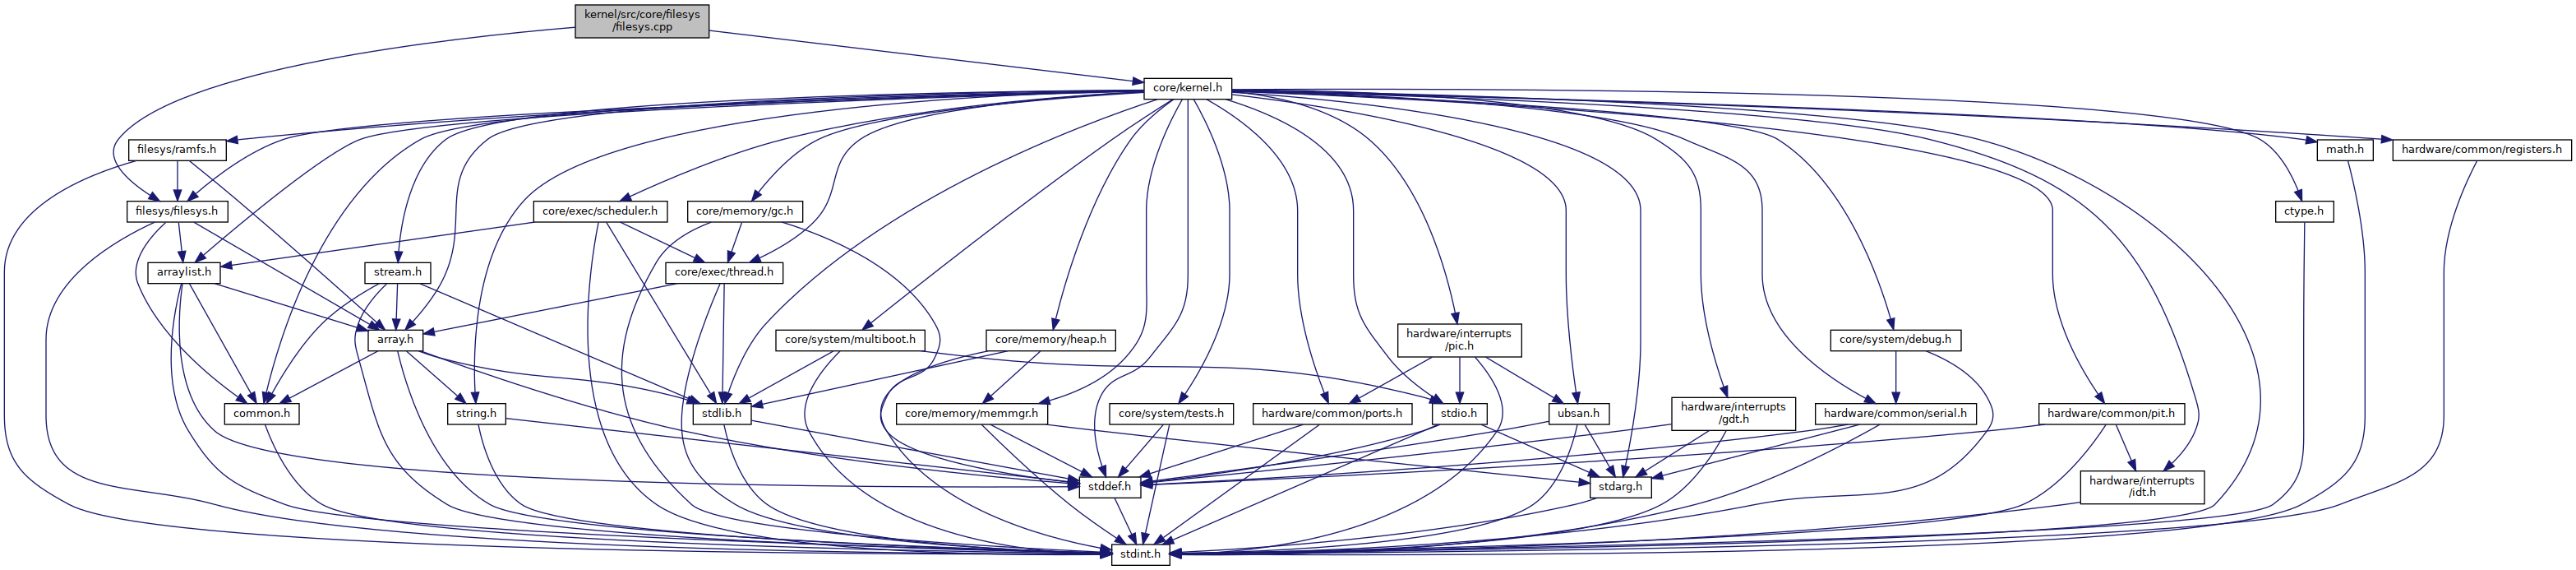 kernel/src/core/filesys
/filesys.cpp
core/kernel.h
filesys/ramfs.h
math.h
hardware/common/registers.h
filesys/filesys.h
core/exec/scheduler.h
core/memory/gc.h
ctype.h
arraylist.h
stream.h
core/exec/thread.h
array.h
core/system/multiboot.h
core/memory/heap.h
hardware/interrupts
/pic.h
core/system/debug.h
common.h
string.h
stdlib.h
core/memory/memmgr.h
core/system/tests.h
hardware/common/ports.h
stdio.h
ubsan.h
hardware/interrupts
/gdt.h
hardware/common/serial.h
hardware/common/pit.h
stddef.h
stdarg.h
hardware/interrupts
/idt.h
stdint.h